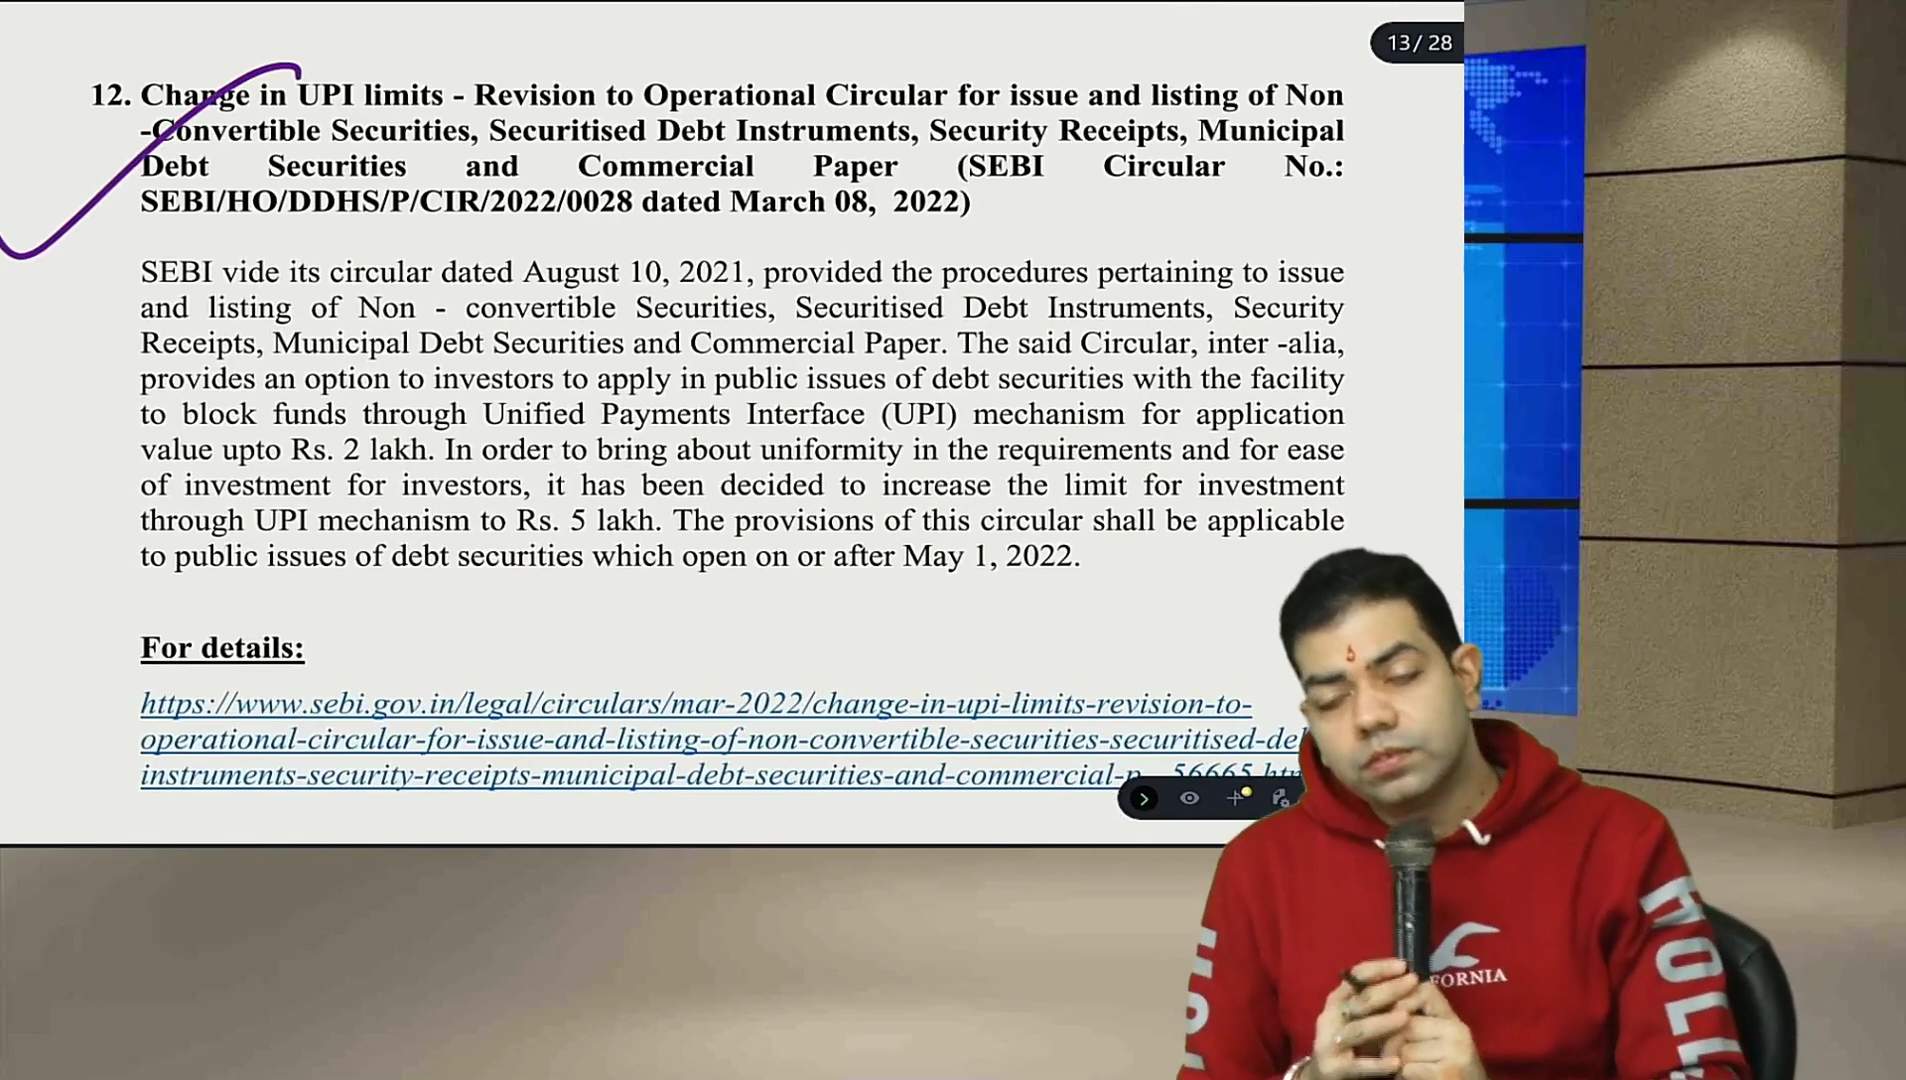 13/ 28
12. Change in UPI limits - Revision to Operational Circular for issue and listing of Non
-Convertible Securities, Securitised Debt Instruments, Security Receipts, Municipal
Debt Securities and Commercial Paper (SEBI Circular No.:
SEBI/HO/DDHS/P/CIR/2022/0028 dated March 08, 2022)
SEBI vide its circular dated August 10, 2021, provided the procedures pertaining to issue
and listing of Non - convertible Securities, Securitised Debt Instruments, Security
Receipts, Municipal Debt Securities and Commercial Paper. The said Circular, inter -alia,
provides an option to investors to apply in public issues of debt securities with the facility
to block funds through Unified Payments Interface (UPI) mechanism for application
value upto Rs. 2 lakh. In order to bring about uniformity in the requirements and for ease
of investment for investors, it has been decided to increase the limit for investment
through UPI mechanism to Rs. 5 lakh. The provisions of this circular shall be applicable
to public issues of debt securities which open on or after May 1, 2022.
For details:
https://www.sebi.gov.in/legal/circulars/mar-2022/change-in-upi-limits-revision-to-
operational-circular-for-issue-and-listing-of-non-convertible-securities-securitised-de
instruments-security-receipts-municipal-debt-securities-and-commercial-p
56665.htm
FORNIA
HOLL